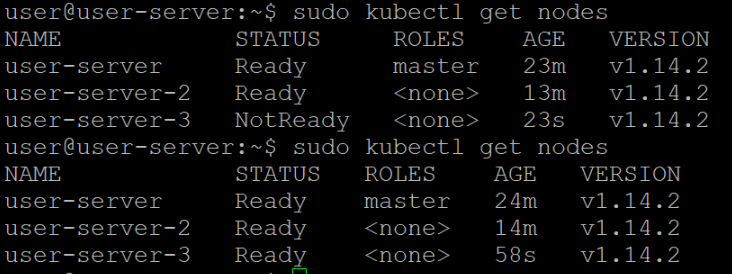 user@user-server:~$ sudo kubectl get nodes
NAME STATUS ROLES AGE VERSION
user-server Ready master 23m v1.14.2
user-server-2 Ready <none> 13m v1.14.2
user-server-3 NotReady <none> 23s v1.14.2
user@user-server:~$ sudo kubectl get nodes
NAME STATUS ROLES AGE VERSION
user-server Ready master 24m v1.14.2
user-server-2 Ready <none> 14m v1.14.2
user-server-3 Ready <none> 58s v1.14.2